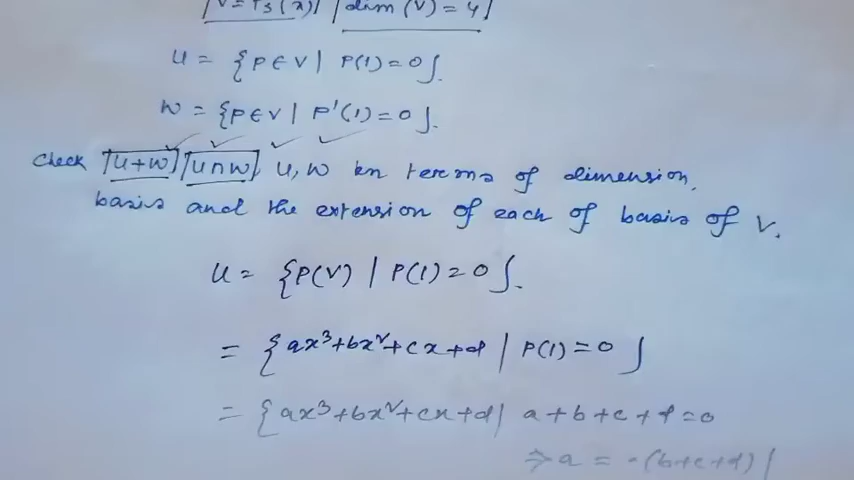 V = P₃(x) | dim (V) = 4
U = {P ∈ V | P(1) = 0}.
W = {P ∈ V | P'(1) = 0}.
Check U+W, U∩W, U, W in terms of dimension,
basis and the extension of each of basis of V.
U = {P(V) | P(1) = 0}.
= {ax³+bx²+cx+d | P(1) = 0}
= {ax³+bx²+cx+d | a+b+c+d = 0
⇒ a = -(b+c+d) |